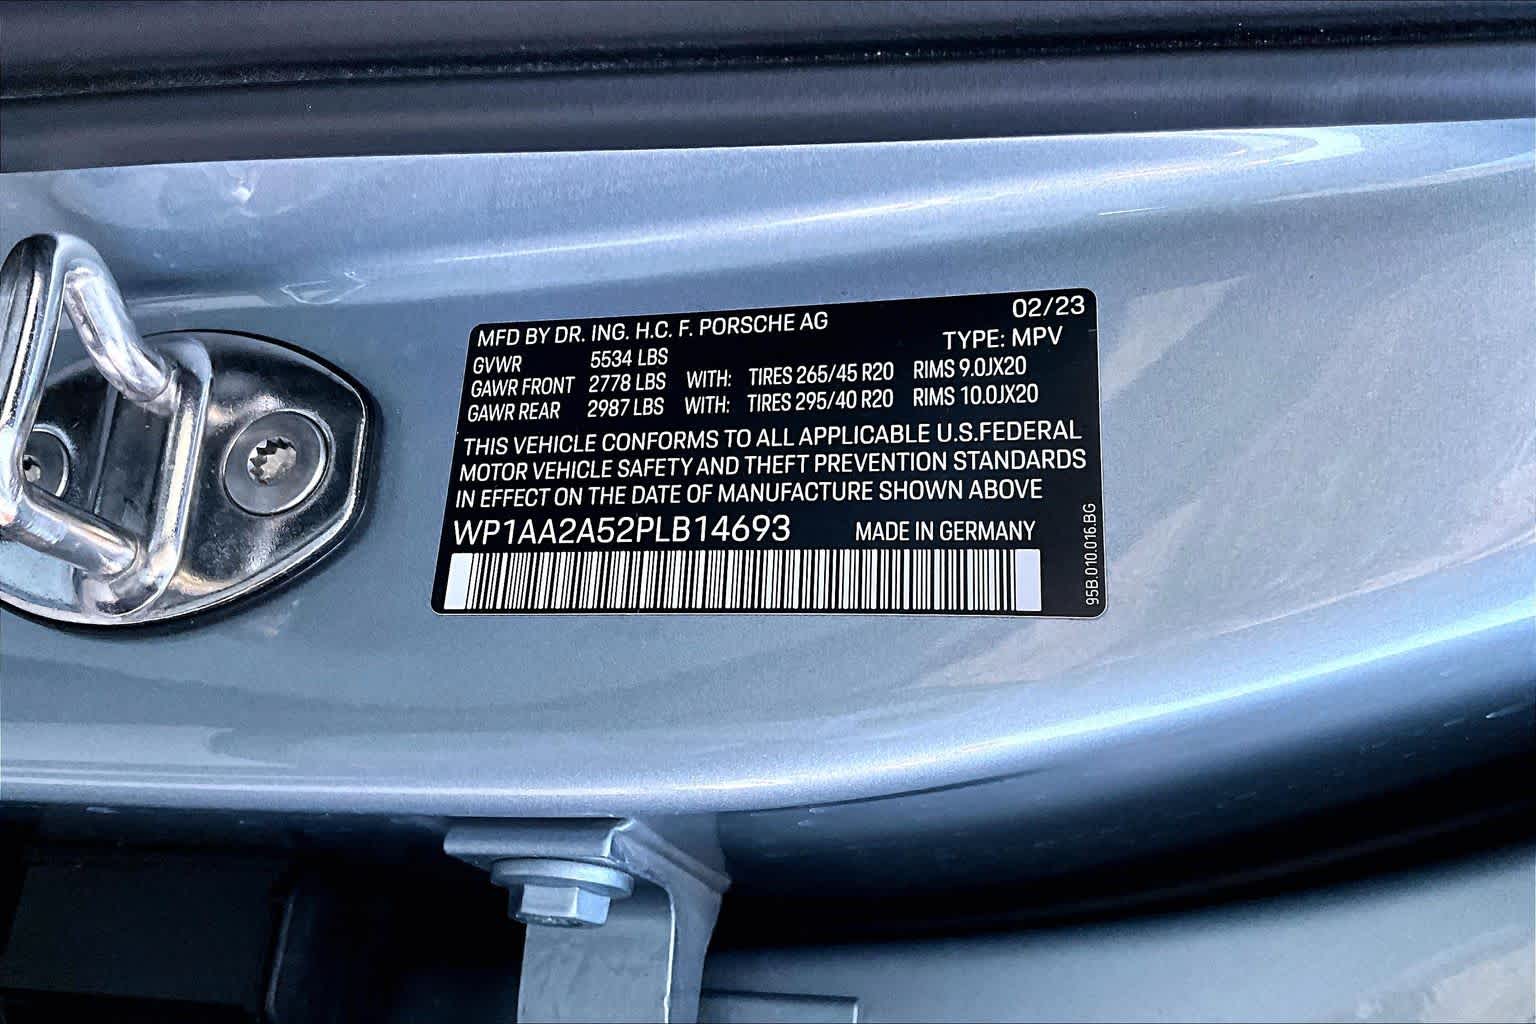 MFD BY DR. ING. H.C. F. PORSCHE AG 02/23
TYPE: MPV
GVWR 5534 LBS
GAWR FRONT 2778 LBS WITH: TIRES 265/45 R20 RIMS 9.0JX20
GAWR REAR 2987 LBS WITH: TIRES 295/40 R20 RIMS 10.0JX20
THIS VEHICLE CONFORMS TO ALL APPLICABLE U.S.FEDERAL
MOTOR VEHICLE SAFETY AND THEFT PREVENTION STANDARDS
IN EFFECT ON THE DATE OF MANUFACTURE SHOWN ABOVE
WP1AA2A52PLB14693 MADE IN GERMANY
95B.010.016.BG